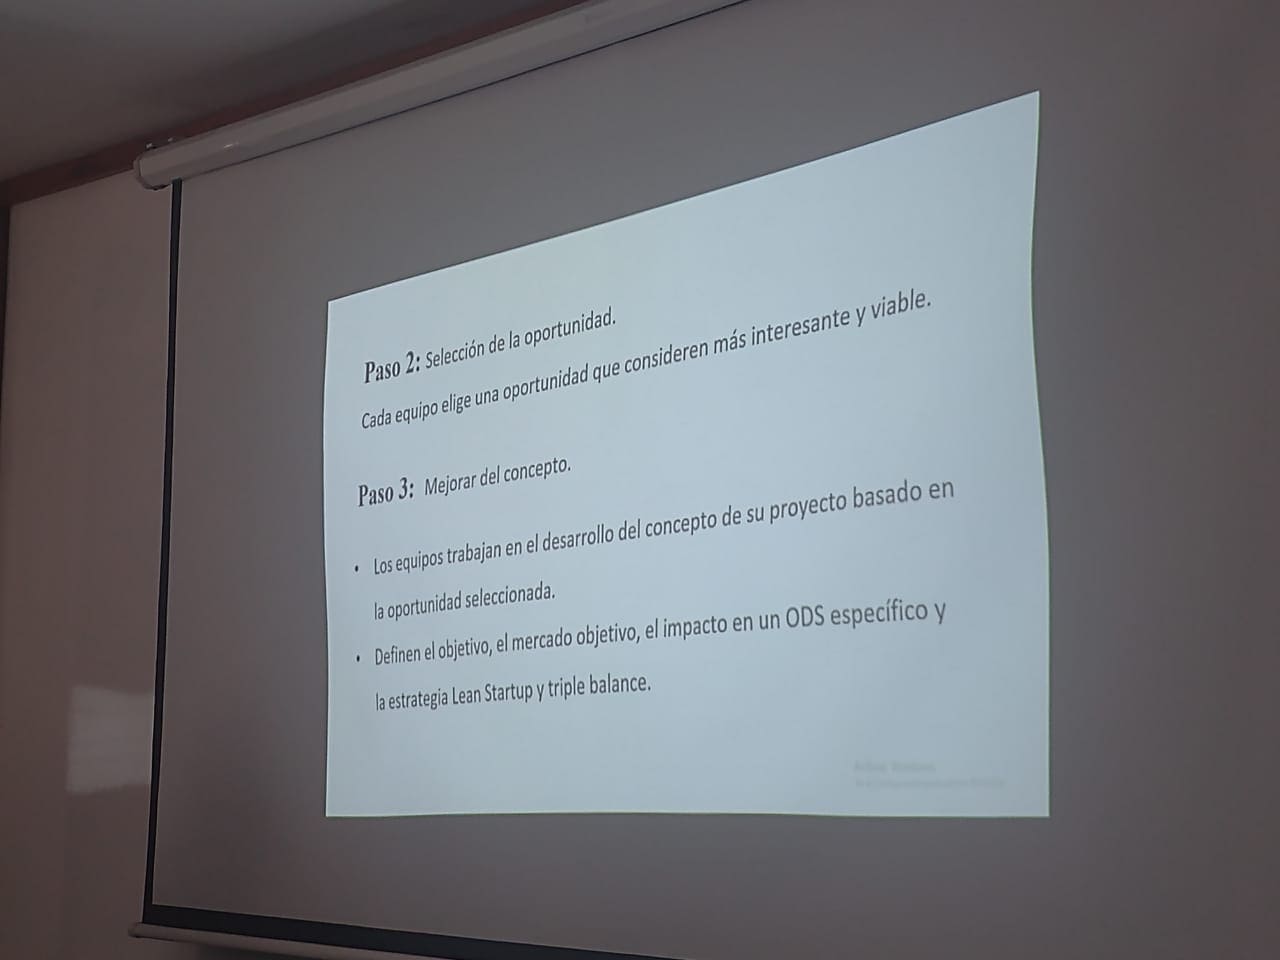 Paso 2: Selección de la oportunidad.
Cada equipo elige una oportunidad que consideren más interesante y viable.
Paso 3: Mejorar del concepto.
• Los equipos trabajan en el desarrollo del concepto de su proyecto basado en
la oportunidad seleccionada.
• Definen el objetivo, el mercado objetivo, el impacto en un ODS específico y
la estrategia Lean Startup y triple balance.